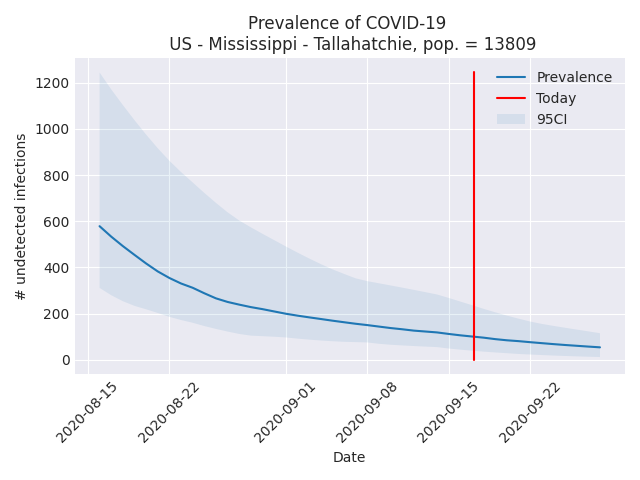 Prevalence of COVID-19
US - Mississippi - Tallahatchie, pop. = 13809
Prevalence
Today
95CI
# undetected infections
1200
1000
800
600
400
200
0
2020-08-15
2020-08-22
2020-09-01
2020-09-08
2020-09-15
2020-09-22
Date